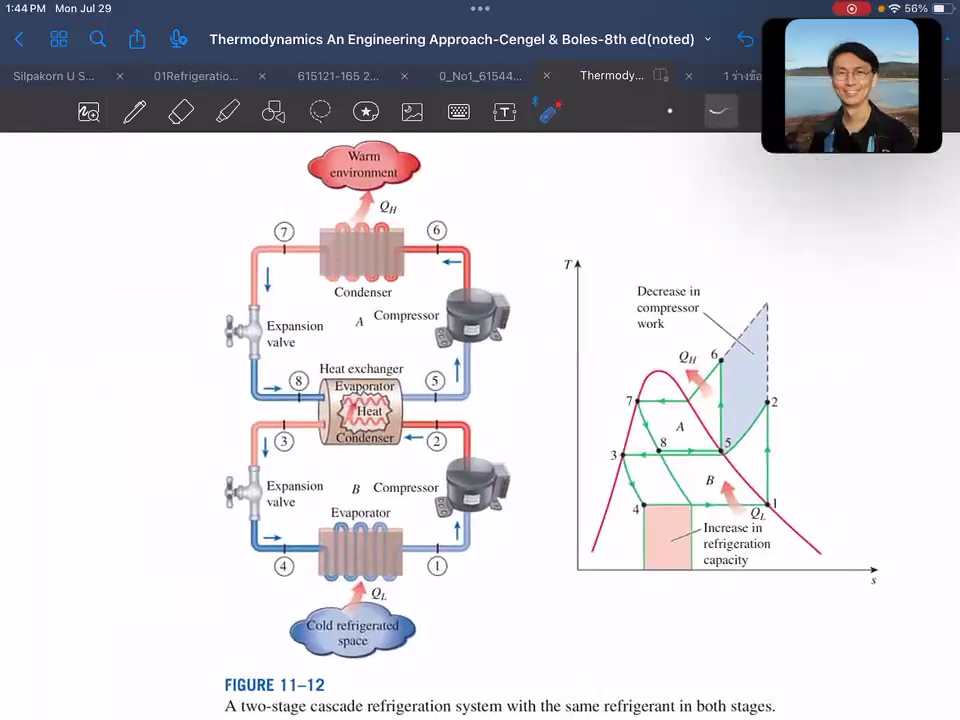 1:44 PM Mon Jul 29
56%
Thermodynamics An Engineering Approach-Cengel & Boles-8th ed(noted)
Silpakorn U S...
01Refrigeratio...
615121-165 2...
0_No1_61544...
Thermody...
T
Warm
environment
QH
7
6
Condenser
Expansion
valve
A
Compressor
Heat exchanger
8
Evaporator
5
Heat
3
Condenser
2
Expansion
valve
B
Compressor
Evaporator
4
1
QL
Cold refrigerated
space
T
Decrease in
compressor
work
QH
6
7
2
A
8
5
3
B
4
QL
1
Increase in
refrigeration
capacity
s
FIGURE 11–12
A two-stage cascade refrigeration system with the same refrigerant in both stages.